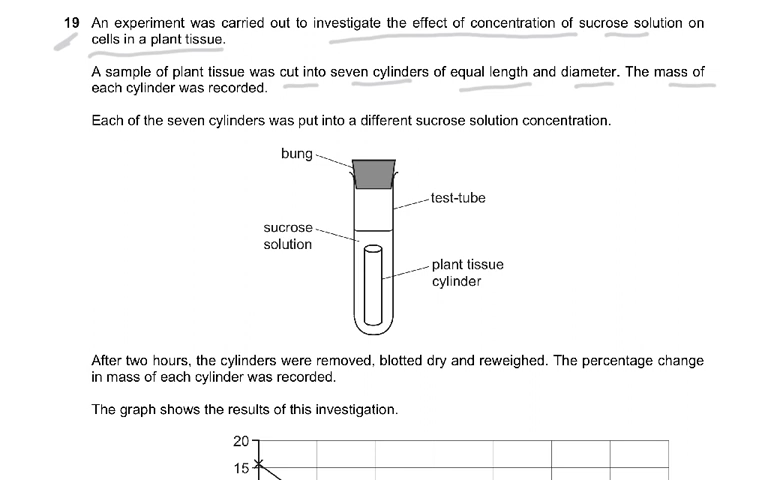 19 An experiment was carried out to investigate the effect of concentration of sucrose solution on
cells in a plant tissue.
A sample of plant tissue was cut into seven cylinders of equal length and diameter. The mass of
each cylinder was recorded.
Each of the seven cylinders was put into a different sucrose solution concentration.
bung
test-tube
sucrose
solution
plant tissue
cylinder
After two hours, the cylinders were removed, blotted dry and reweighed. The percentage change
in mass of each cylinder was recorded.
The graph shows the results of this investigation.
20
15